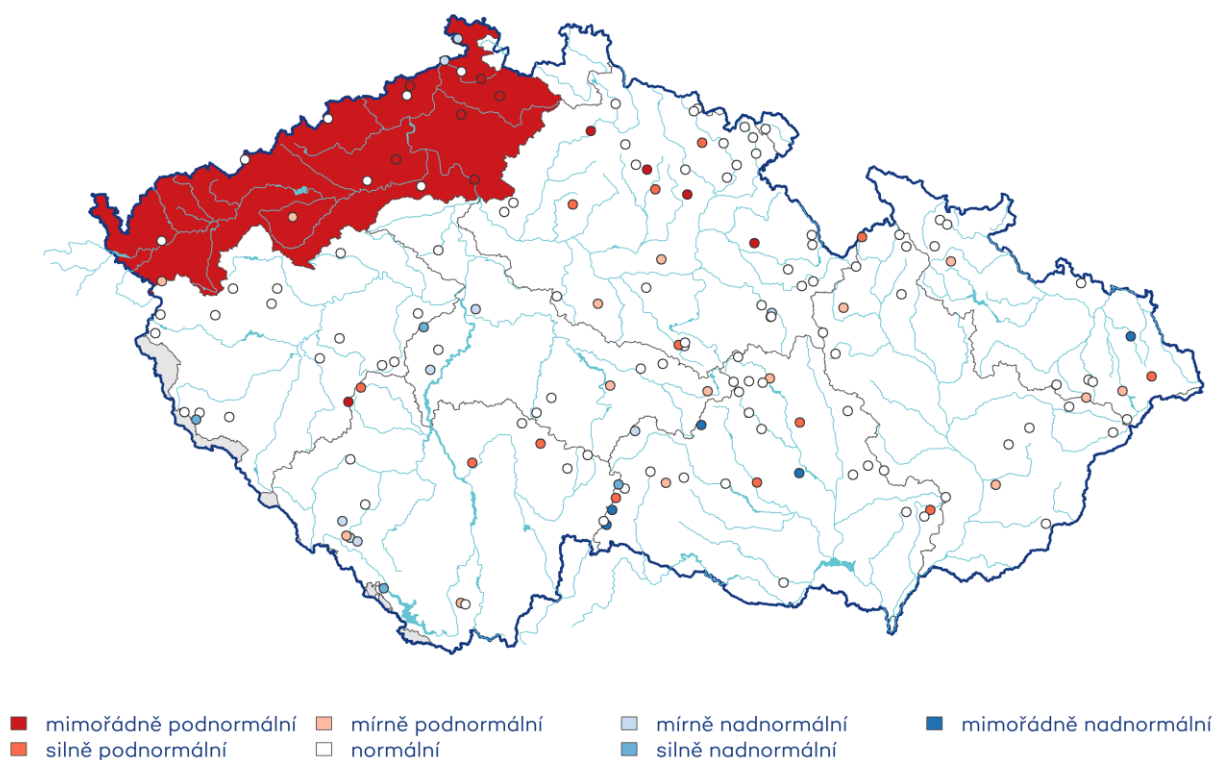 mimořádně podnormální
mírně podnormální
mírně nadnormální
mimořádně nadnormální
silně podnormální
normální
silně nadnormální